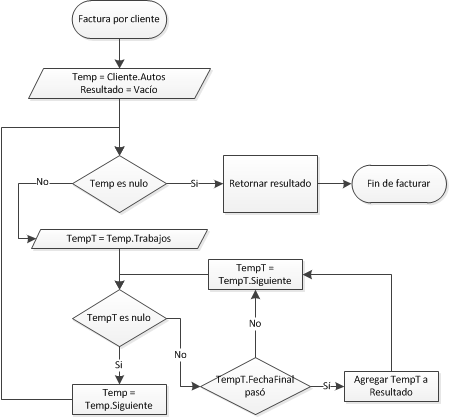 Factura por cliente
Temp = Cliente.Autos
Resultado = Vacío
Temp es nulo
Si
Retornar resultado
Fin de facturar
No
TempT = Temp.Trabajos
TempT =
TempT.Siguiente
TempT es nulo
No
No
Si
TempT.FechaFinal
pasó
Si
Agregar TempT a
Resultado
Temp =
Temp.Siguiente